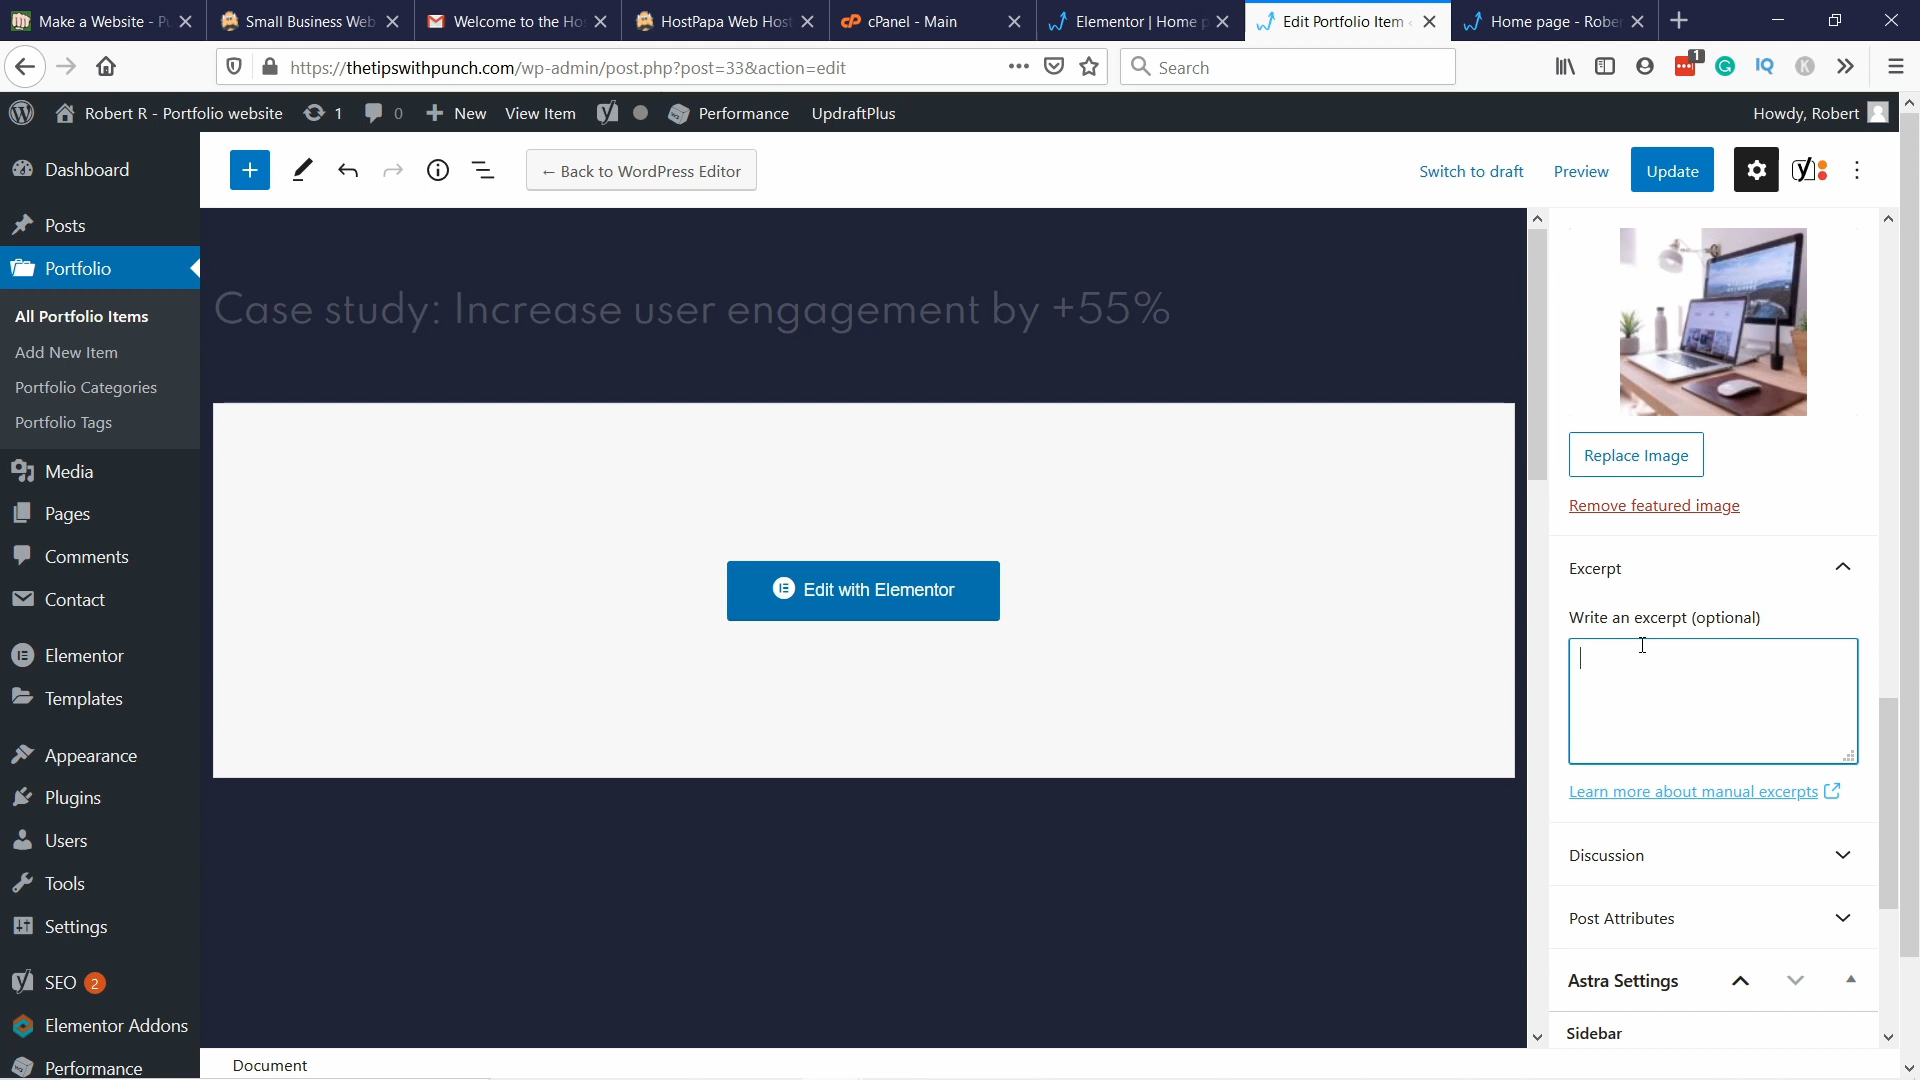 Make a Website - P
Small Business Web
Welcome to the Ho
HostPapa Web Host
cPanel - Main
Elementor | Home p
Edit Portfolio Item
Home page - Rober
https://thetipswithpunch.com/wp-admin/post.php?post=33&action=edit
Search
1
IQ
K
Robert R - Portfolio website
1
0
New
View Item
Performance
UpdraftPlus
Howdy, Robert
Dashboard
Posts
Portfolio
All Portfolio Items
Add New Item
Portfolio Categories
Portfolio Tags
Media
Pages
Comments
Contact
Elementor
Templates
Appearance
Plugins
Users
Tools
Settings
SEO 2
Elementor Addons
Performance
← Back to WordPress Editor
Switch to draft
Preview
Update
Case study: Increase user engagement by +55%
Edit with Elementor
Document
Replace Image
Remove featured image
Excerpt
Write an excerpt (optional)
Learn more about manual excerpts
Discussion
Post Attributes
Astra Settings
Sidebar